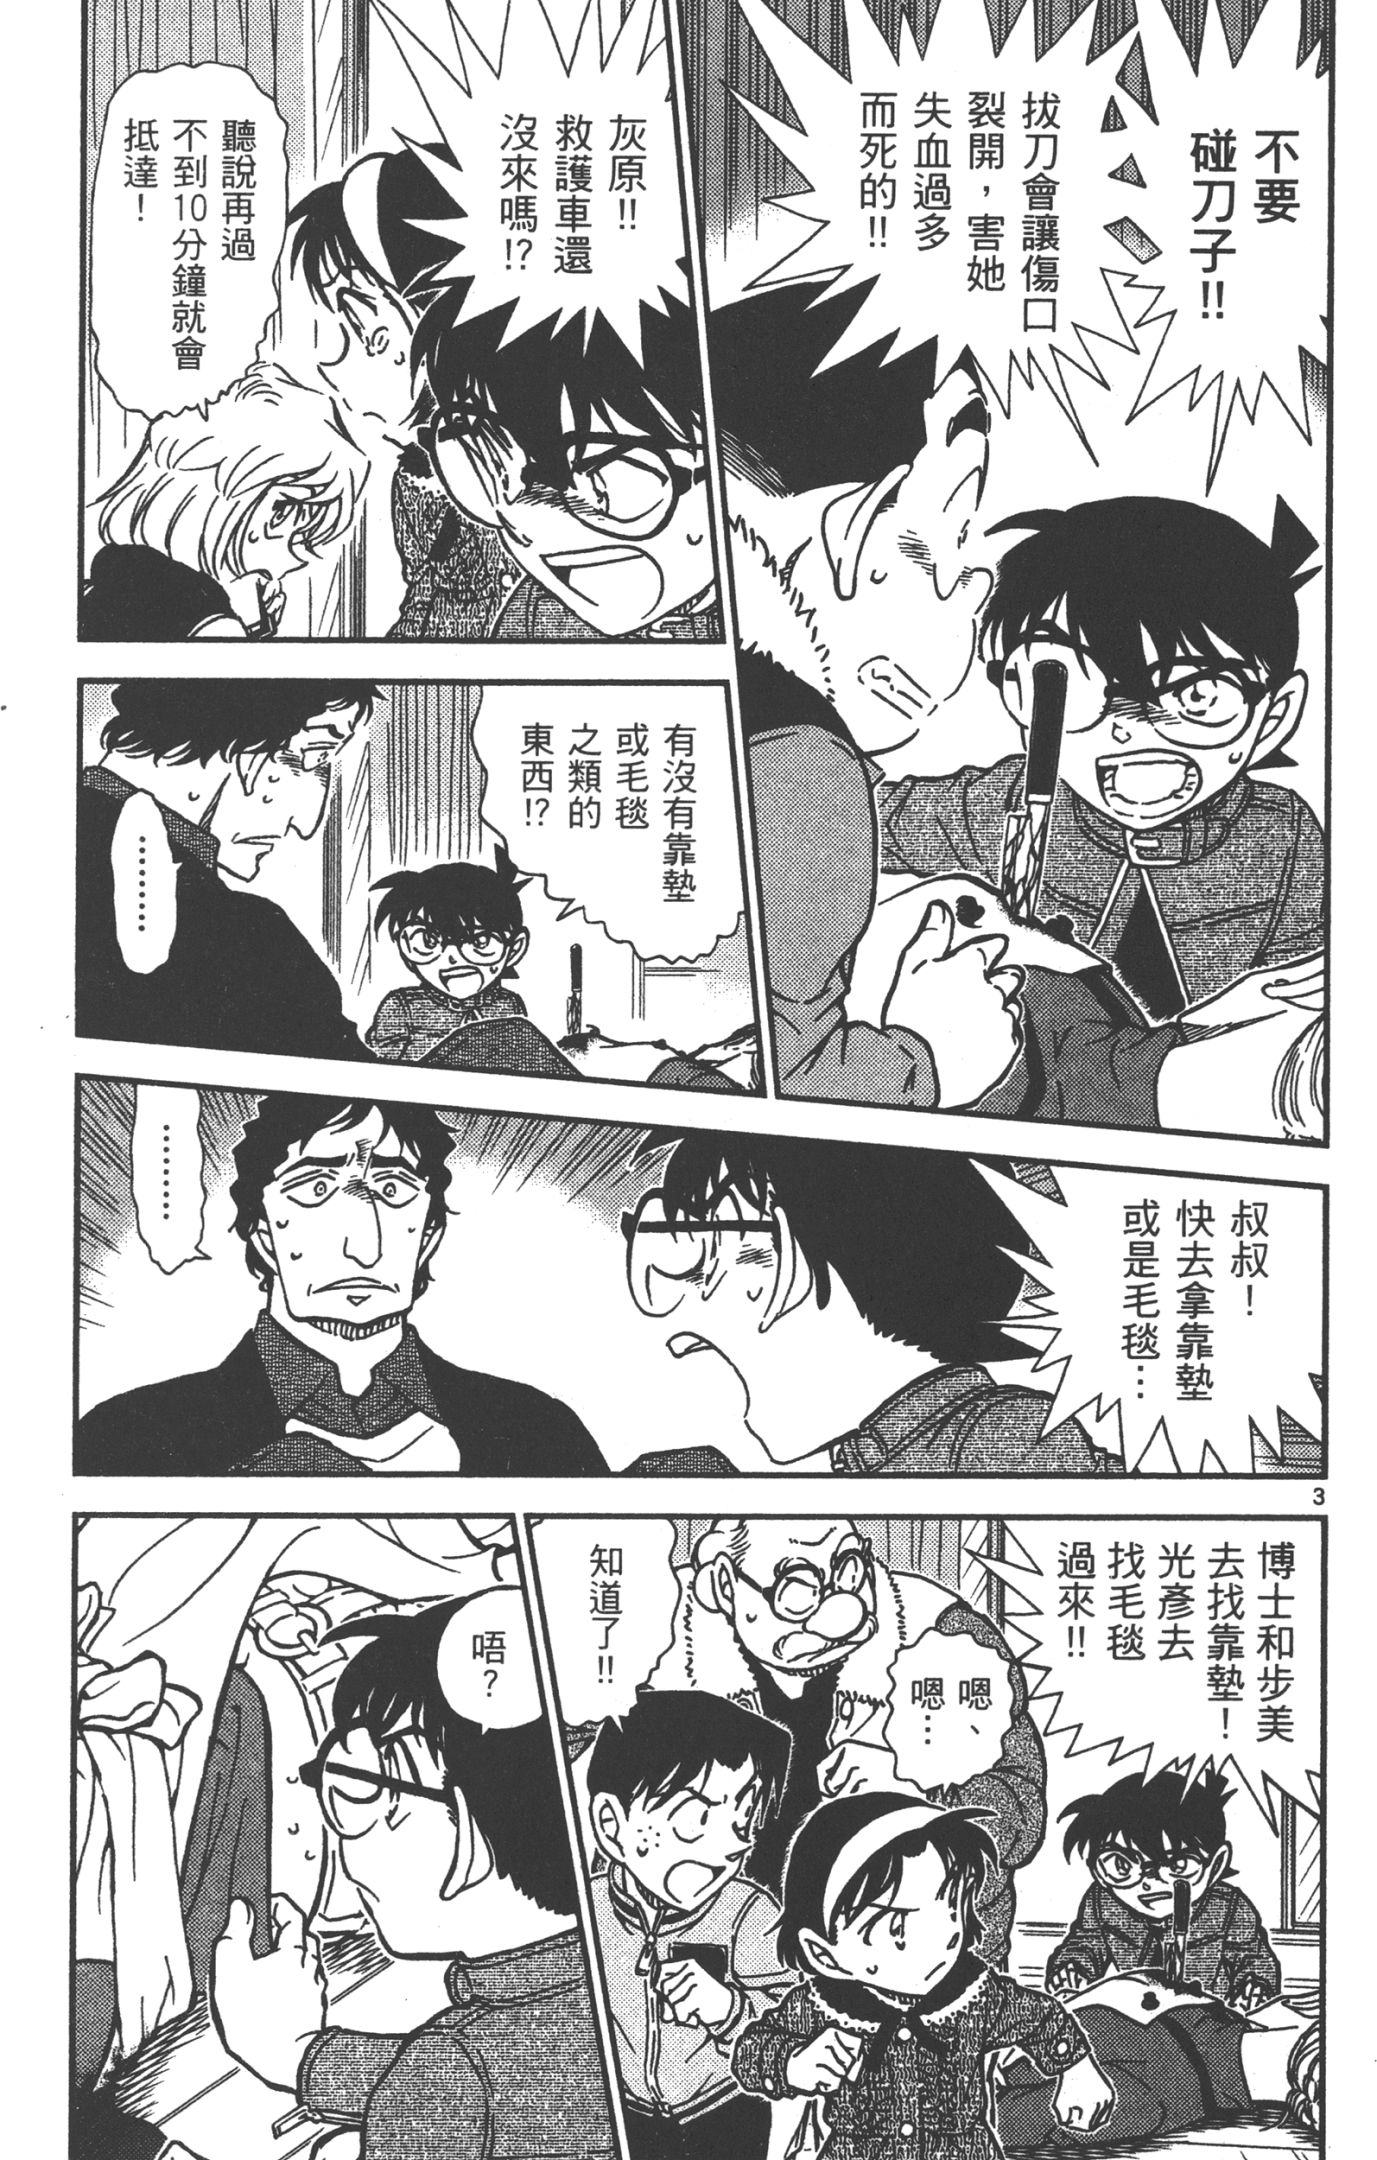 不要
碰刀子!!
拔刀會讓傷口
裂開，害她
失血過多
而死的!!
灰原!!
救護車還
沒來嗎!?
聽說再過
不到10分鐘就會
抵達！
有沒有靠墊
或毛毯
之類的
東西!?
………
叔叔！
快去拿靠墊
或是毛毯…
………
3
博士和步美
去找靠墊！
光彥去
找毛毯
過來!!
嗯、
嗯…
知道了!!
唔？